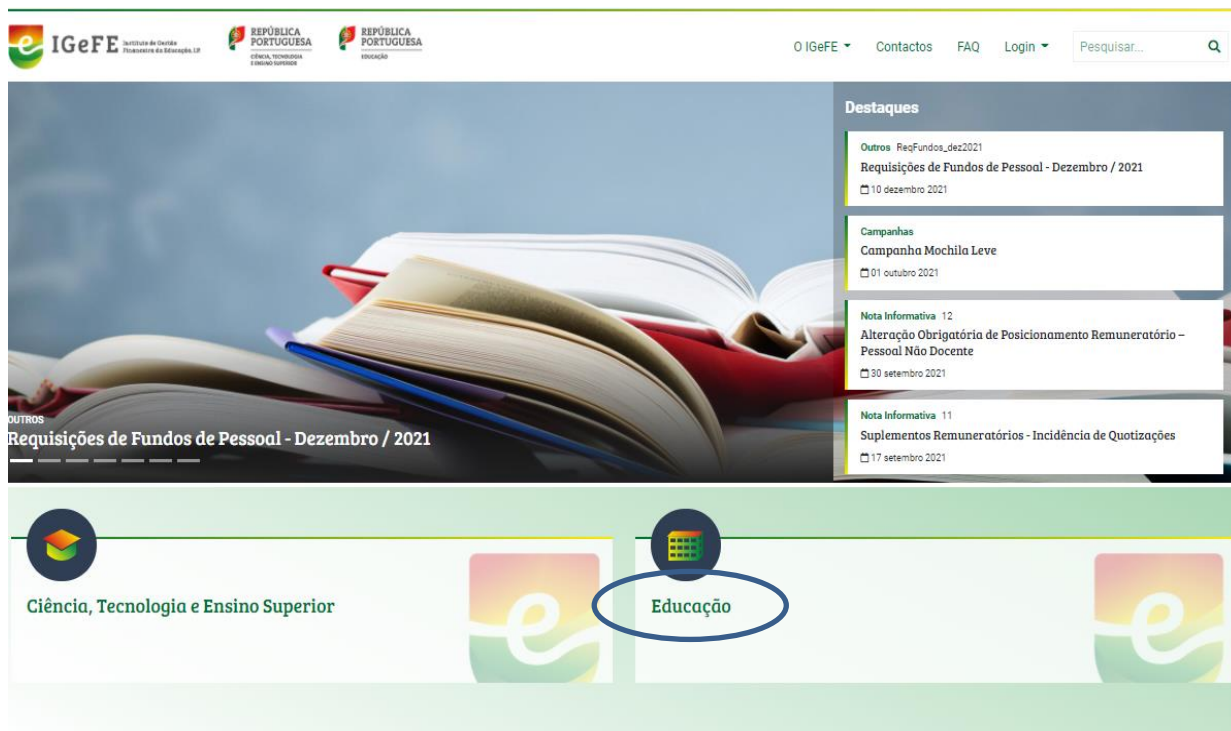 IGeFE Instituto de Gestão
Financeira da Educação, I.P.
REPÚBLICA
PORTUGUESA
CIÊNCIA, TECNOLOGIA
E ENSINO SUPERIOR
REPÚBLICA
PORTUGUESA
EDUCAÇÃO
O IGeFE
Contactos
FAQ
Login
Pesquisar...
OUTROS
Requisições de Fundos de Pessoal - Dezembro / 2021
Destaques
Outros ReqFundos_dez2021
Requisições de Fundos de Pessoal - Dezembro / 2021
10 dezembro 2021
Campanhas
Campanha Mochila Leve
01 outubro 2021
Nota Informativa 12
Alteração Obrigatória de Posicionamento Remuneratório –
Pessoal Não Docente
30 setembro 2021
Nota Informativa 11
Suplementos Remuneratórios - Incidência de Quotizações
17 setembro 2021
Ciência, Tecnologia e Ensino Superior
Educação